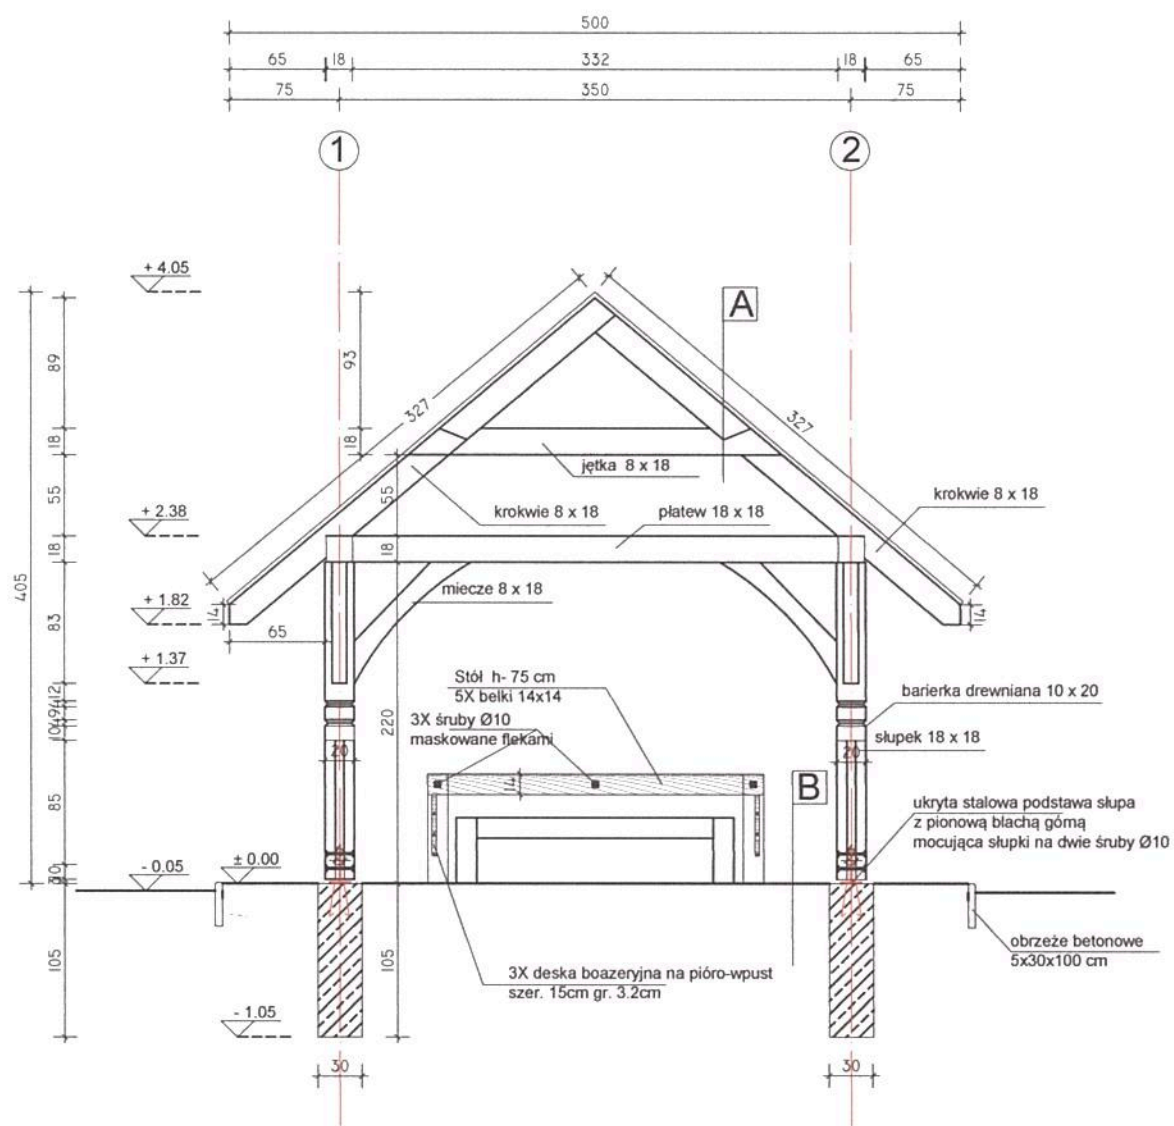 500
65 18 332 18 65
75 350 75
1 2
+ 4.05
A
89 93
327 327
18 18
jętka 8 x 18
55 55
krokwie 8 x 18 płatew 18 x 18 krokwie 8 x 18
+ 2.38
18 18
405
miecze 8 x 18
+ 1.82
14 14
83
65
+ 1.37
Stół h- 75 cm
5X belki 14x14
barierka drewniana 10 x 20
12
3X śruby Ø10
maskowane flekami
220
słupek 18 x 18
20 20
14
B
85
ukryta stalowa podstawa słupa
z pionową blachą górną
mocująca słupki na dwie śruby Ø10
- 0.05 ± 0.00
obrzeże betonowe
5x30x100 cm
105 105
3X deska boazeryjna na pióro-wpust
szer. 15cm gr. 3.2cm
- 1.05
30 30